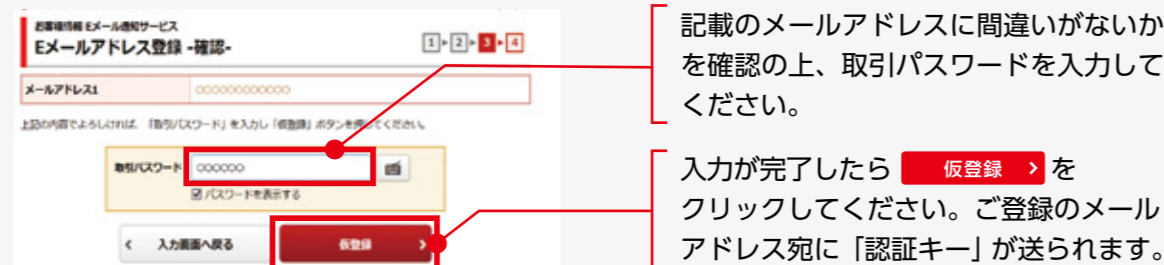 お客様情報 Eメール通知サービス
Eメールアドレス登録 -確認-
1 2 3 4
メールアドレス1 ○○○○○○○○○○○○
上記の内容でよろしければ、「取引パスワード」を入力し「仮登録」ボタンを押してください。
取引パスワード ○○○○○○
パスワードを表示する
入力画面へ戻る
仮登録
記載のメールアドレスに間違いがないか
を確認の上、取引パスワードを入力して
ください。
入力が完了したら 仮登録 を
クリックしてください。ご登録のメール
アドレス宛に「認証キー」が送られます。